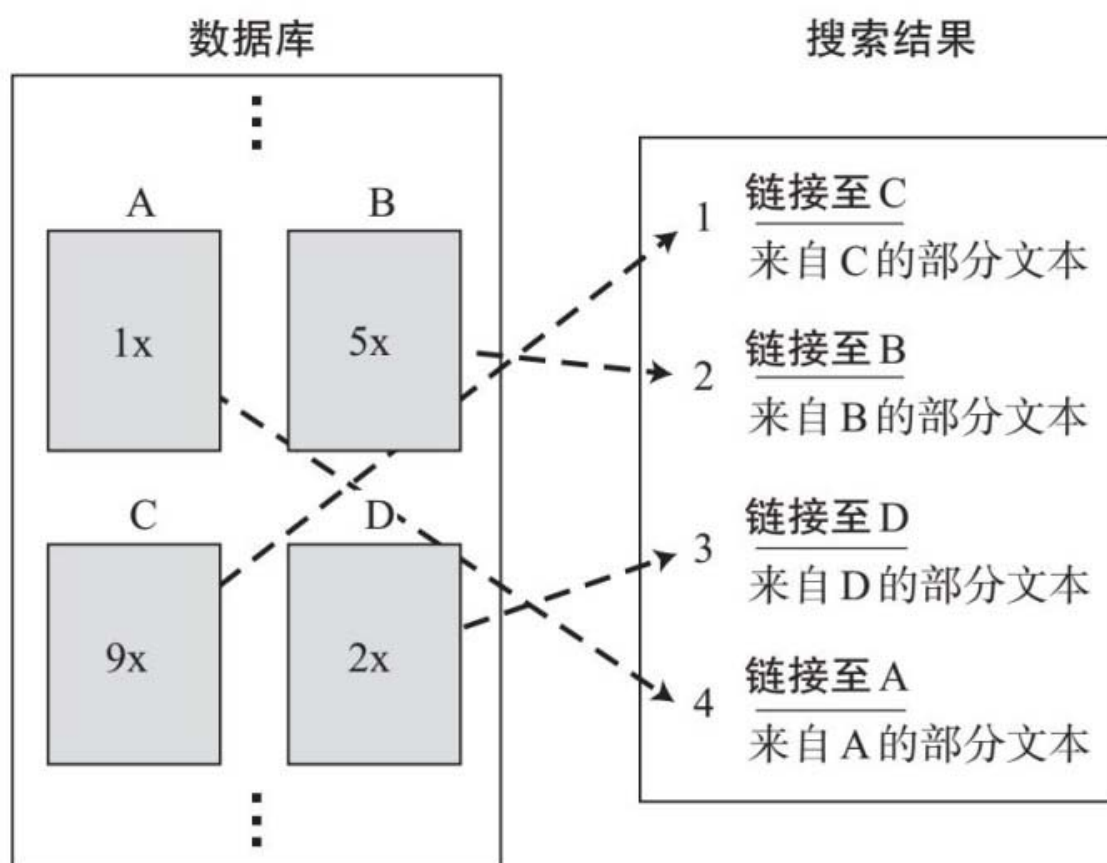 数据库
A
B
1x
5x
C
D
9x
2x
搜索结果
1
链接至C
来自C的部分文本
2
链接至B
来自B的部分文本
3
链接至D
来自D的部分文本
4
链接至A
来自A的部分文本